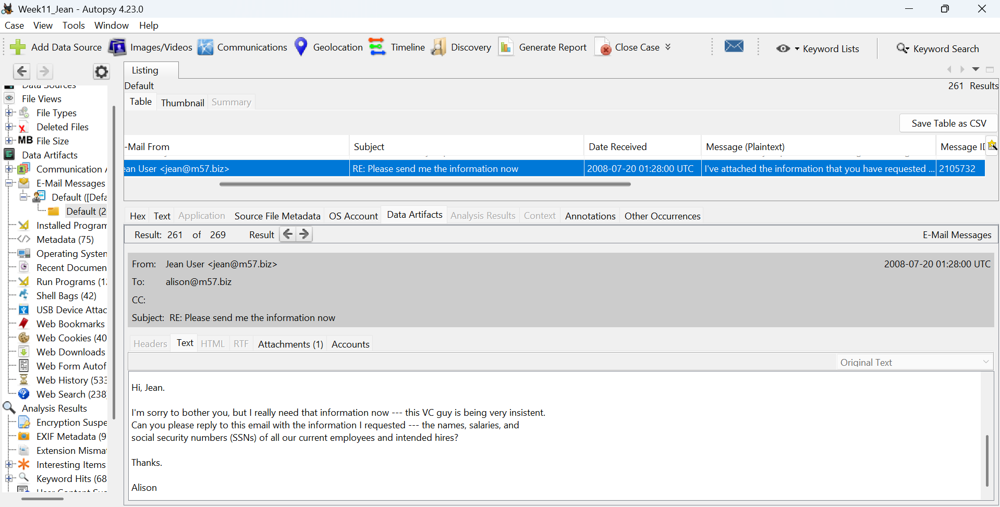 Week11_Jean - Autopsy 4.23.0
Case View Tools Window Help
Add Data Source Images/Videos Communications Geolocation Timeline Discovery Generate Report Close Case Keyword Lists Keyword Search
Listing
Default
261 Results
Table Thumbnail Summary
Save Table as CSV
-Mail From Subject Date Received Message (Plaintext) Message ID
ean User <jean@m57.biz> RE: Please send me the information now 2008-07-20 01:28:00 UTC I've attached the information that you have requested ... 2105732
Data Sources
File Views
File Types
Deleted Files
MB File Size
Data Artifacts
Communication A
E-Mail Messages
Default ([Defa
Default (2
Installed Program
Metadata (75)
Operating System
Recent Documen
Run Programs (12
Shell Bags (42)
USB Device Attac
Web Bookmarks
Web Cookies (40
Web Downloads
Web Form Autof
Web History (533
Web Search (238)
Analysis Results
Encryption Suspe
EXIF Metadata (9
Extension Misma
Interesting Items
Keyword Hits (68
Hex Text Application Source File Metadata OS Account Data Artifacts Analysis Results Context Annotations Other Occurrences
Result: 261 of 269 Result E-Mail Messages
From: Jean User <jean@m57.biz> 2008-07-20 01:28:00 UTC
To: alison@m57.biz
CC:
Subject: RE: Please send me the information now
Headers Text HTML RTF Attachments (1) Accounts
Original Text
Hi, Jean.
I'm sorry to bother you, but I really need that information now --- this VC guy is being very insistent.
Can you please reply to this email with the information I requested --- the names, salaries, and
social security numbers (SSNs) of all our current employees and intended hires?
Thanks.
Alison